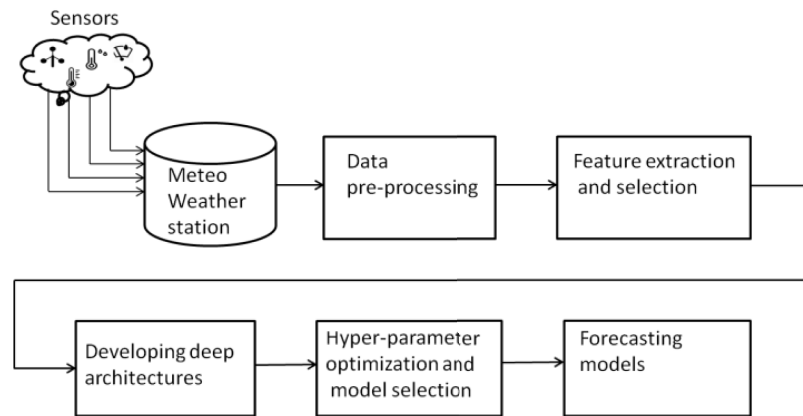 Sensors
Meteo
Weather
station
Data
pre-processing
Feature extraction
and selection
Developing deep
architectures
Hyper-parameter
optimization and
model selection
Forecasting
models